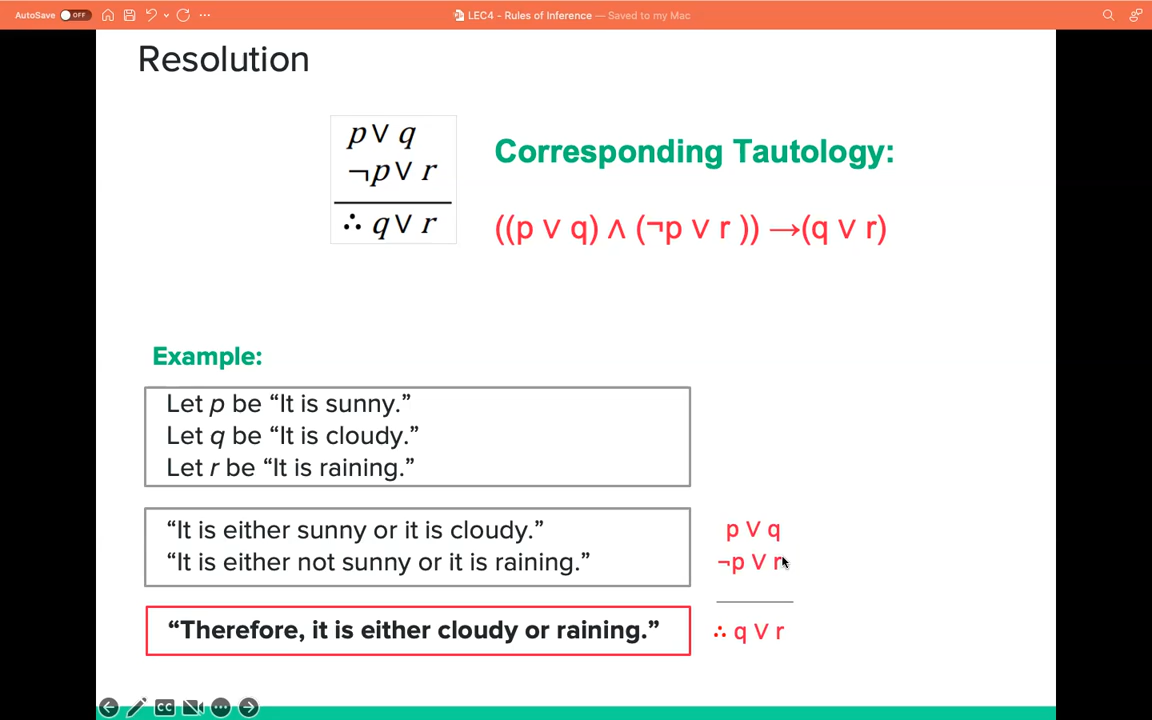 AutoSave OFF
LEC4 - Rules of Inference — Saved to my Mac
Resolution
p ∨ q
¬p ∨ r
∴ q ∨ r
Corresponding Tautology:
((p ∨ q) ∧ (¬p ∨ r )) →(q ∨ r)
Example:
Let p be “It is sunny.”
Let q be “It is cloudy.”
Let r be “It is raining.”
“It is either sunny or it is cloudy.”
“It is either not sunny or it is raining.”
p ∨ q
¬p ∨ r
“Therefore, it is either cloudy or raining.”
∴ q ∨ r
CC